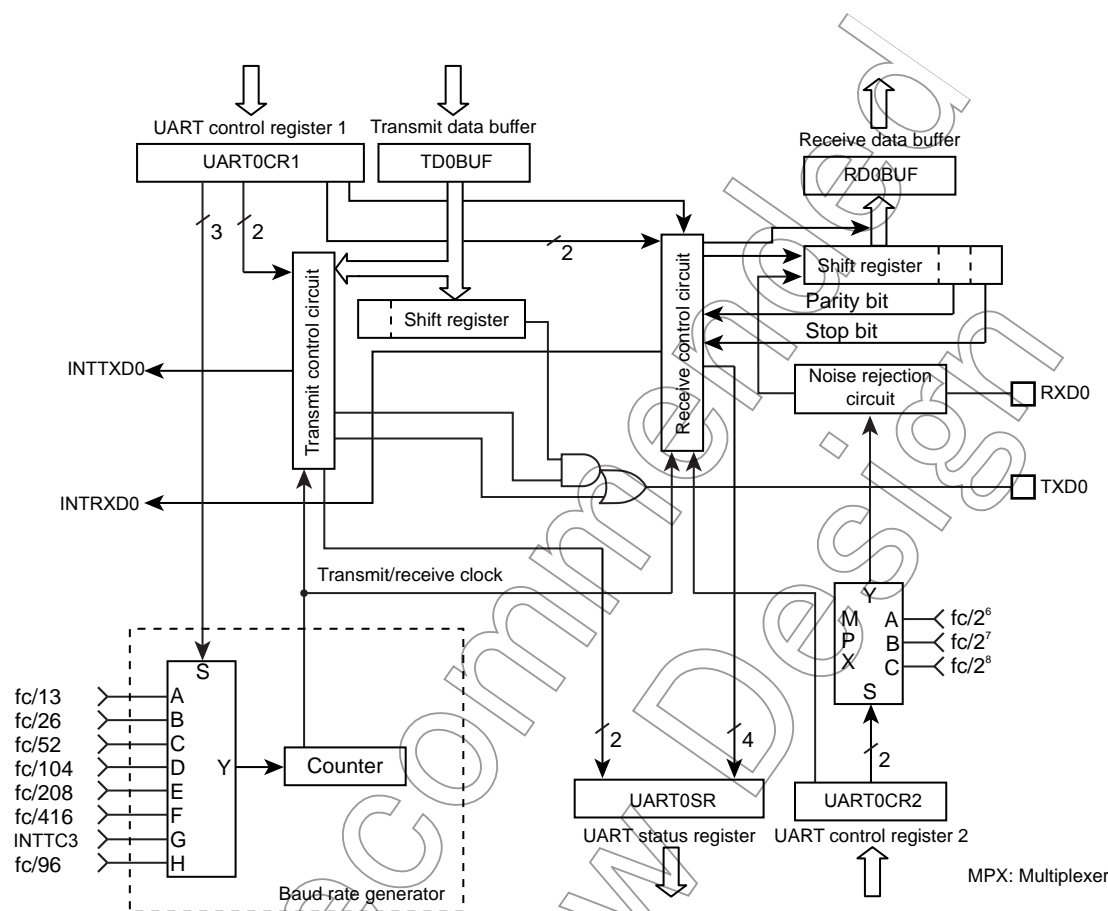 UART control register 1
Transmit data buffer
Receive data buffer
UART0CR1
TD0BUF
RD0BUF
3
2
2
Transmit control circuit
Receive control circuit
Shift register
Shift register
Parity bit
Stop bit
Noise rejection
circuit
INTTXD0
RXD0
INTRXD0
TXD0
Transmit/receive clock
S
A
B
C
D
E
F
G
H
Y
fc/13
fc/26
fc/52
fc/104
fc/208
fc/416
INTTC3
fc/96
Counter
Baud rate generator
Y
M
P
X
A
B
C
S
fc/2⁶
fc/2⁷
fc/2⁸
2
4
2
UART0SR
UART0CR2
UART status register
UART control register 2
MPX: Multiplexer
ecommended
w Design